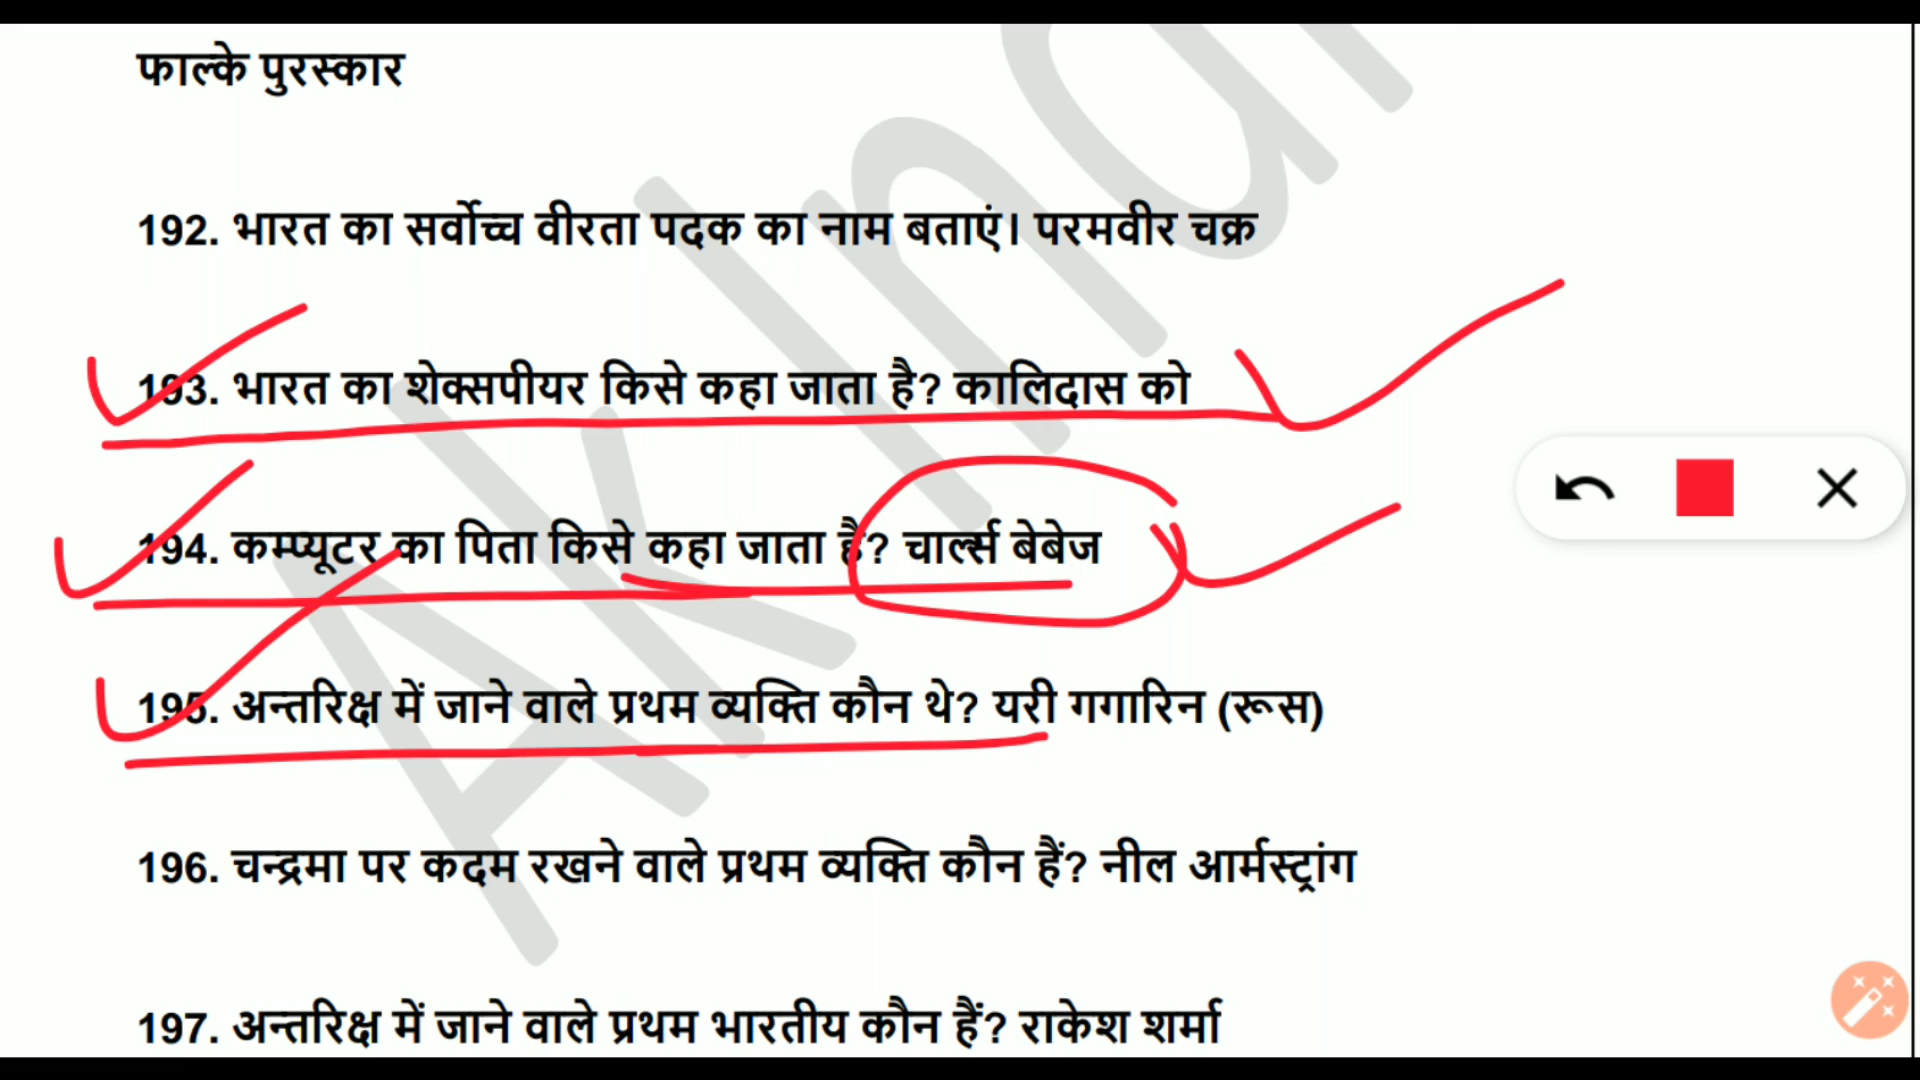 फाल्के पुरस्कार
192. भारत का सर्वोच्च वीरता पदक का नाम बताएं। परमवीर चक्र
193. भारत का शेक्सपीयर किसे कहा जाता है? कालिदास को
194. कम्प्यूटर का पिता किसे कहा जाता है? चार्ल्स बेबेज
195. अन्तरिक्ष में जाने वाले प्रथम व्यक्ति कौन थे? यरी गगारिन (रूस)
196. चन्द्रमा पर कदम रखने वाले प्रथम व्यक्ति कौन हैं? नील आर्मस्ट्रांग
197. अन्तरिक्ष में जाने वाले प्रथम भारतीय कौन हैं? राकेश शर्मा